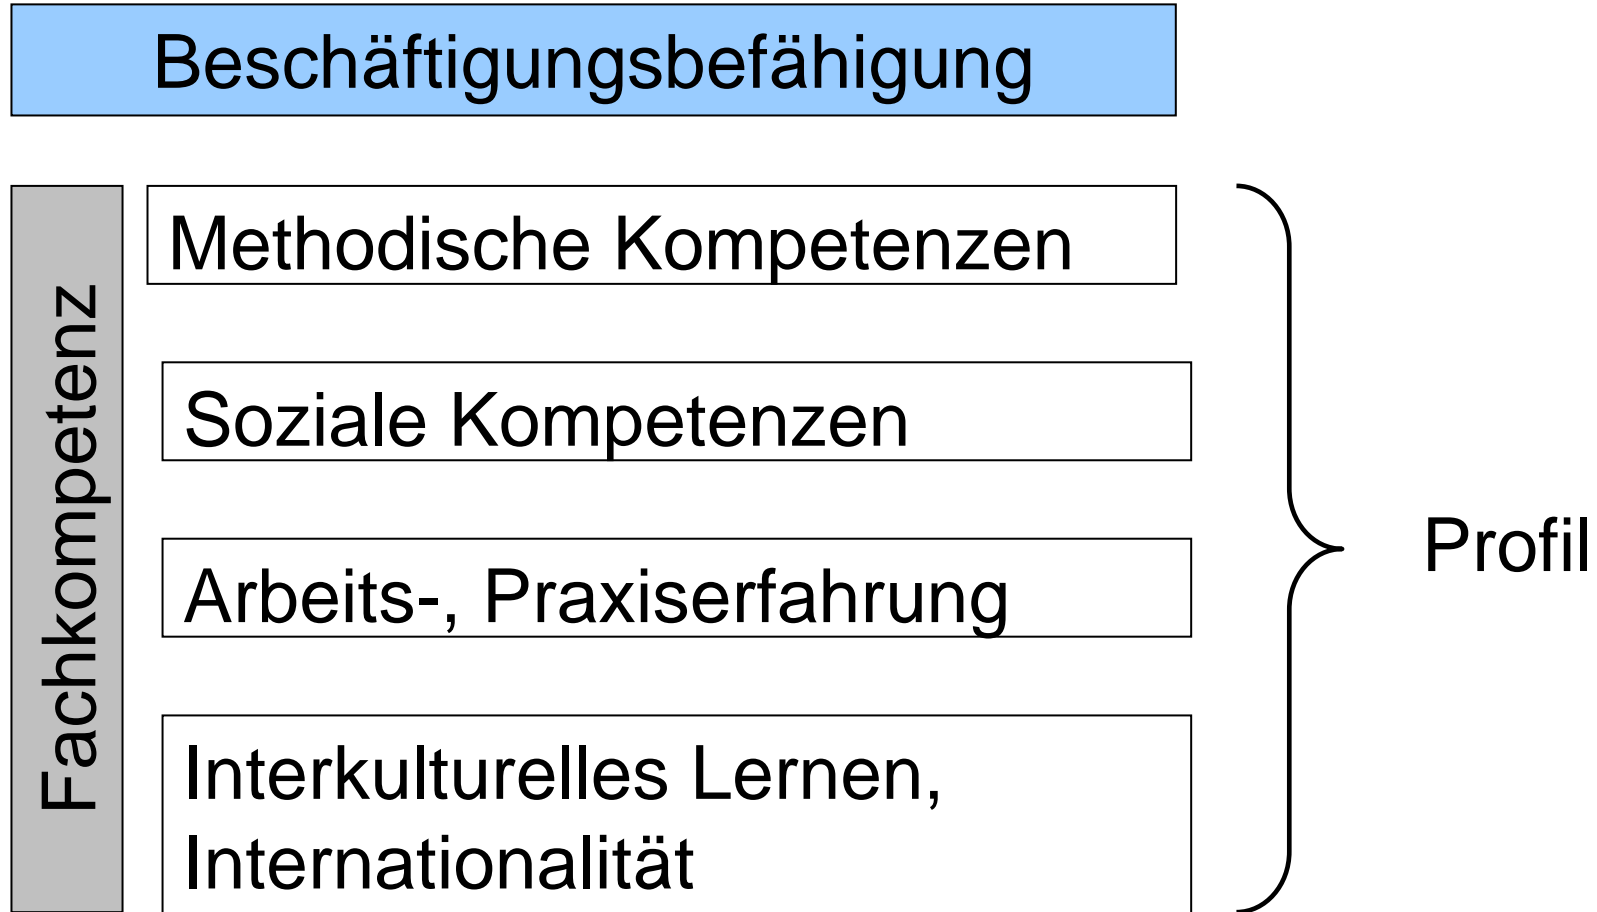 Beschäftigungsbefähigung
Fachkompetenz
Methodische Kompetenzen
Soziale Kompetenzen
Arbeits-, Praxiserfahrung
Interkulturelles Lernen,
Internationalität
Profil